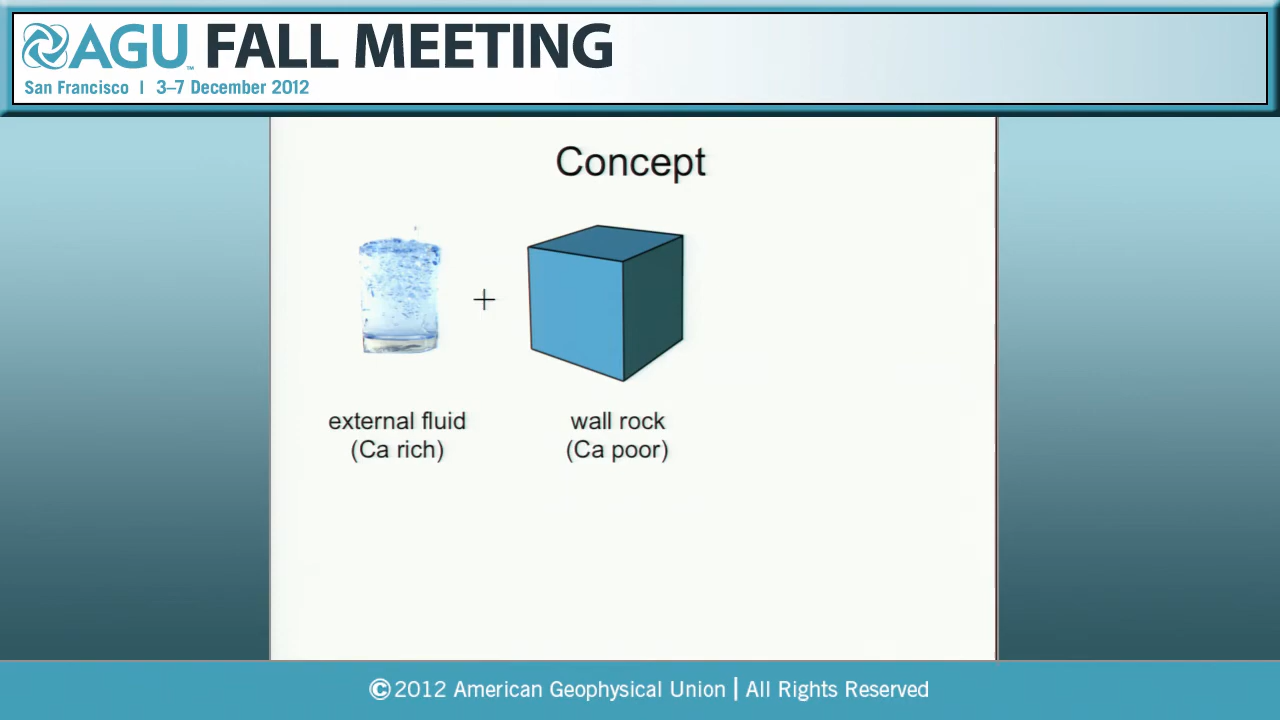 AGU™ FALL MEETING
San Francisco | 3–7 December 2012
Concept
+
external fluid
(Ca rich)
wall rock
(Ca poor)
©2012 American Geophysical Union | All Rights Reserved